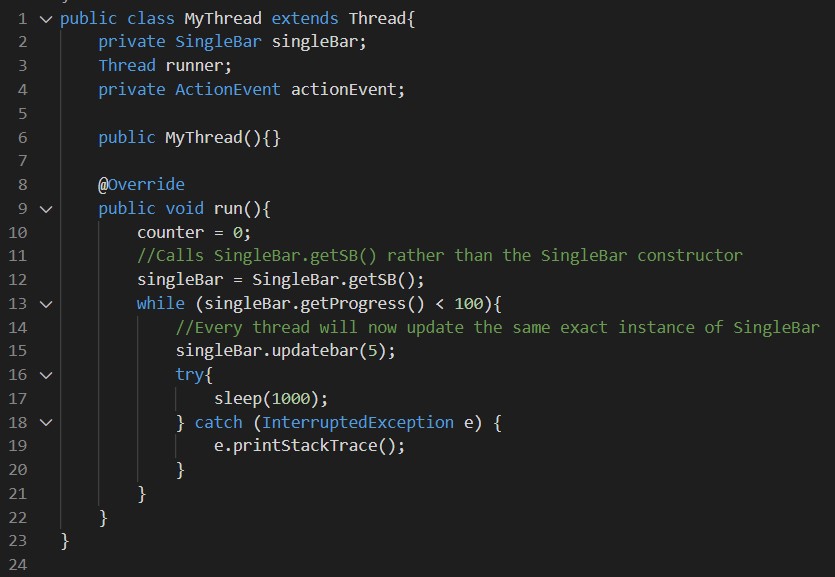 1 public class MyThread extends Thread{
2 private SingleBar singleBar;
3 Thread runner;
4 private ActionEvent actionEvent;
5
6 public MyThread(){}
7
8 @Override
9 public void run(){
10 counter = 0;
11 //Calls SingleBar.getSB() rather than the SingleBar constructor
12 singleBar = SingleBar.getSB();
13 while (singleBar.getProgress() < 100){
14 //Every thread will now update the same exact instance of SingleBar
15 singleBar.updatebar(5);
16 try{
17 sleep(1000);
18 } catch (InterruptedException e) {
19 e.printStackTrace();
20 }
21 }
22 }
23 }
24